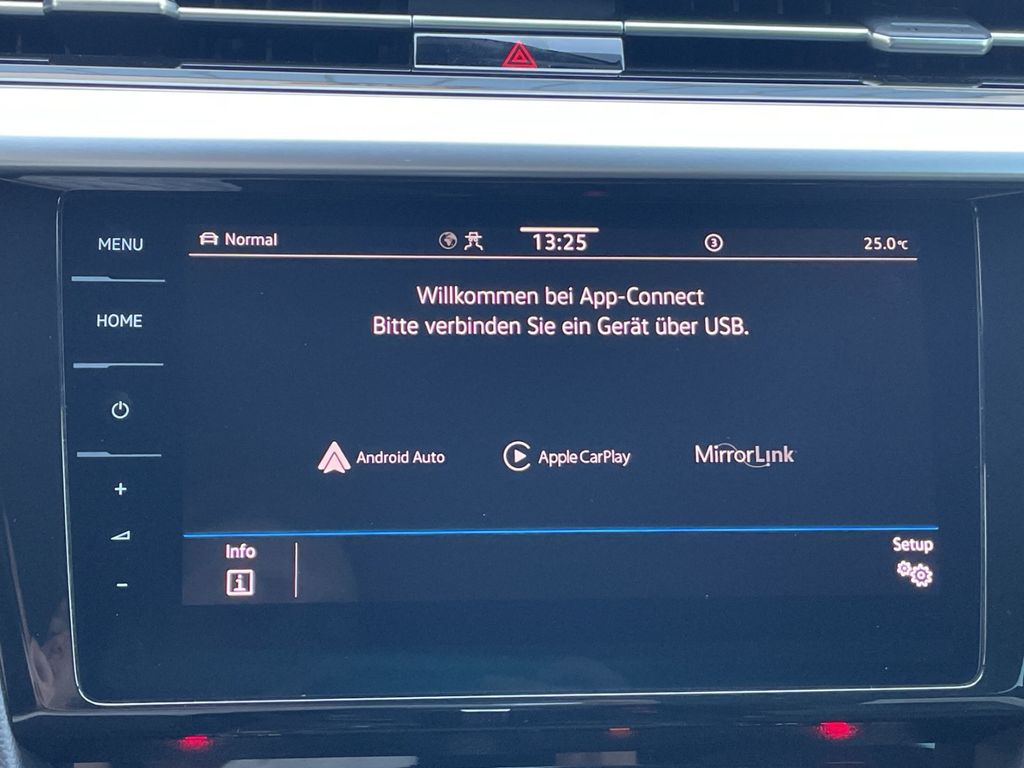 MENU
HOME
Normal
13:25
3
25.0°C
Willkommen bei App-Connect
Bitte verbinden Sie ein Gerät über USB.
Android Auto
Apple CarPlay
MirrorLink
Info
i
Setup
+
-